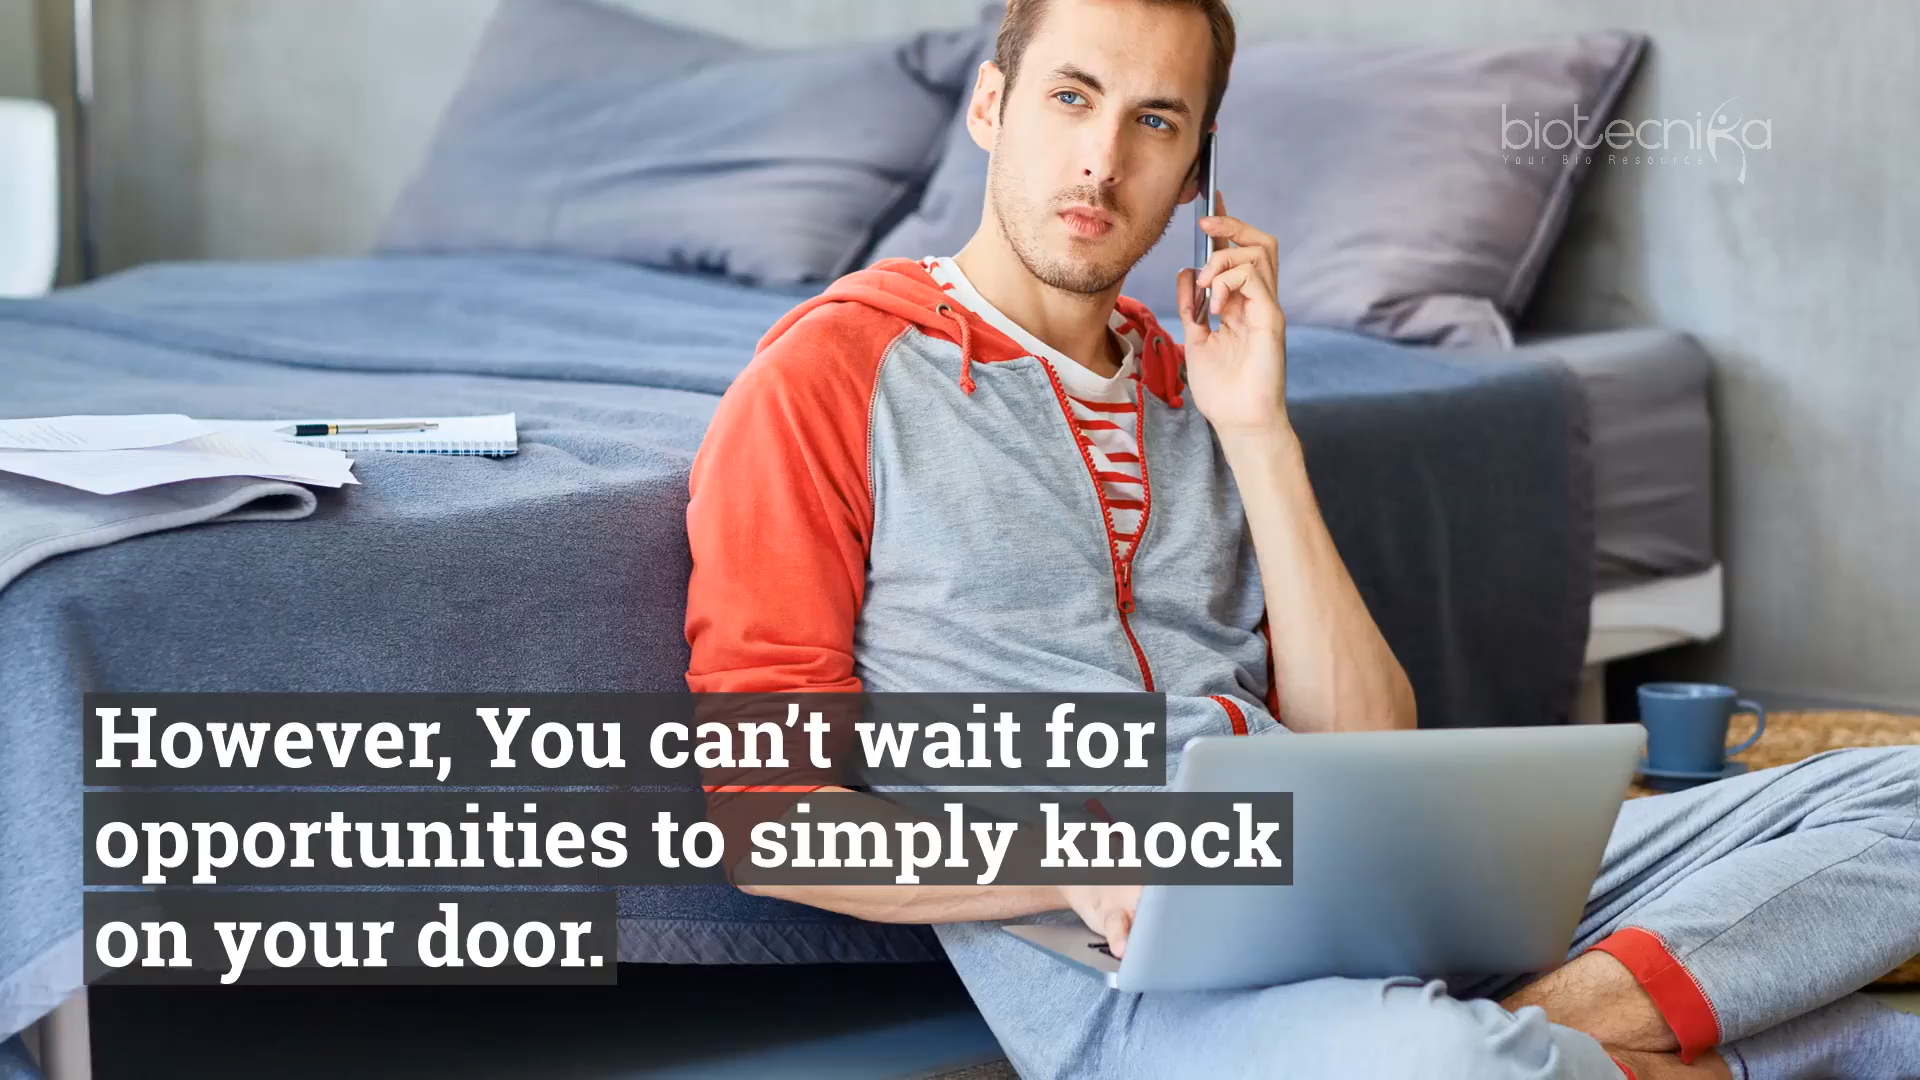 biotecnika
Your Bio Resource
However, You can’t wait for
opportunities to simply knock
on your door.